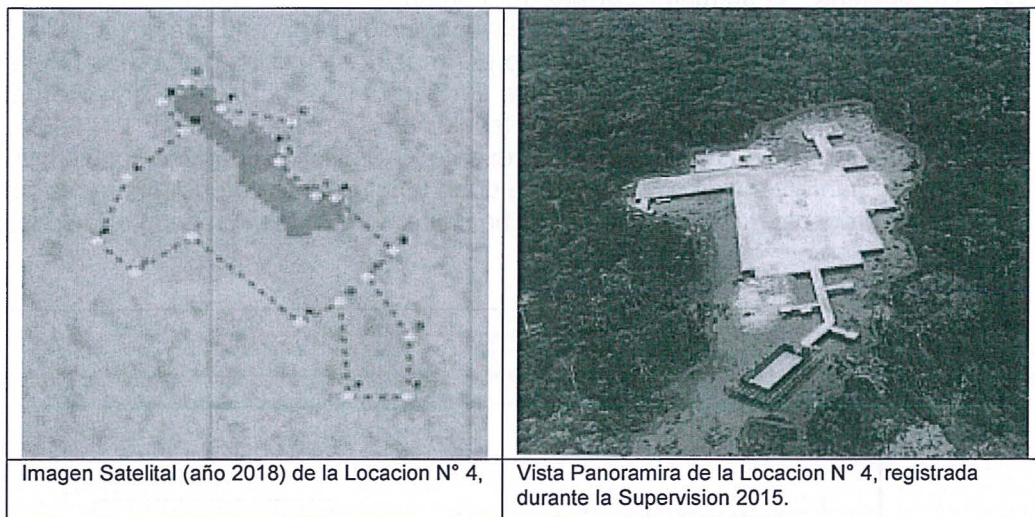 Imagen Satelital (año 2018) de la Locacion N° 4,
Vista Panoramira de la Locacion N° 4, registrada
durante la Supervision 2015.